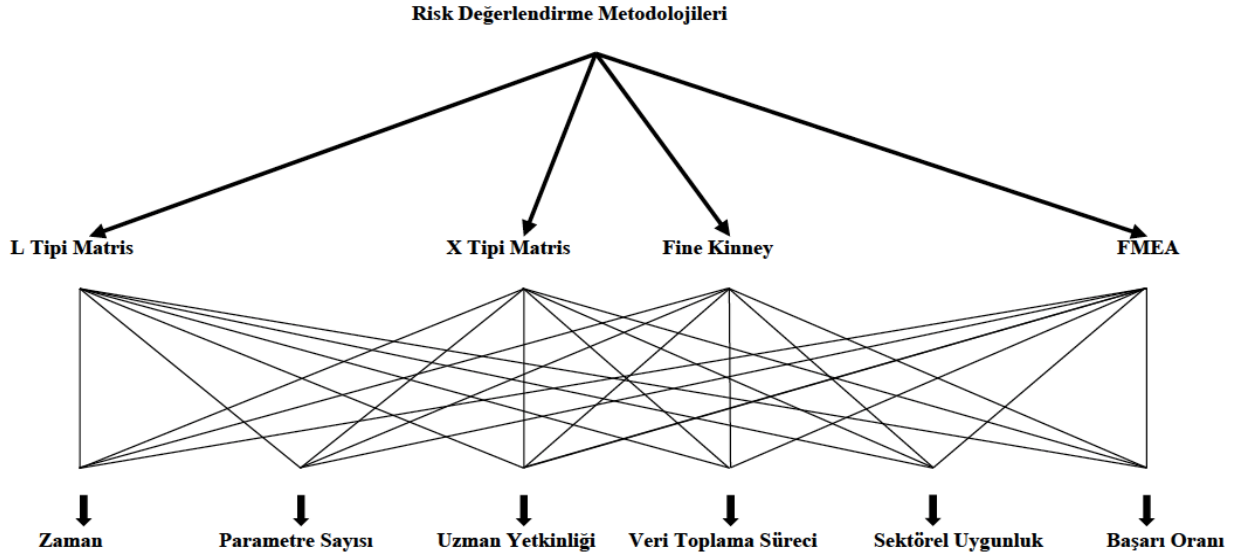 Risk Değerlendirme Metodolojileri
L Tipi Matris
X Tipi Matris
Fine Kinney
FMEA
Zaman
Parametre Sayısı
Uzman Yetkinliği
Veri Toplama Süreci
Sektörel Uygunluk
Başarı Oranı